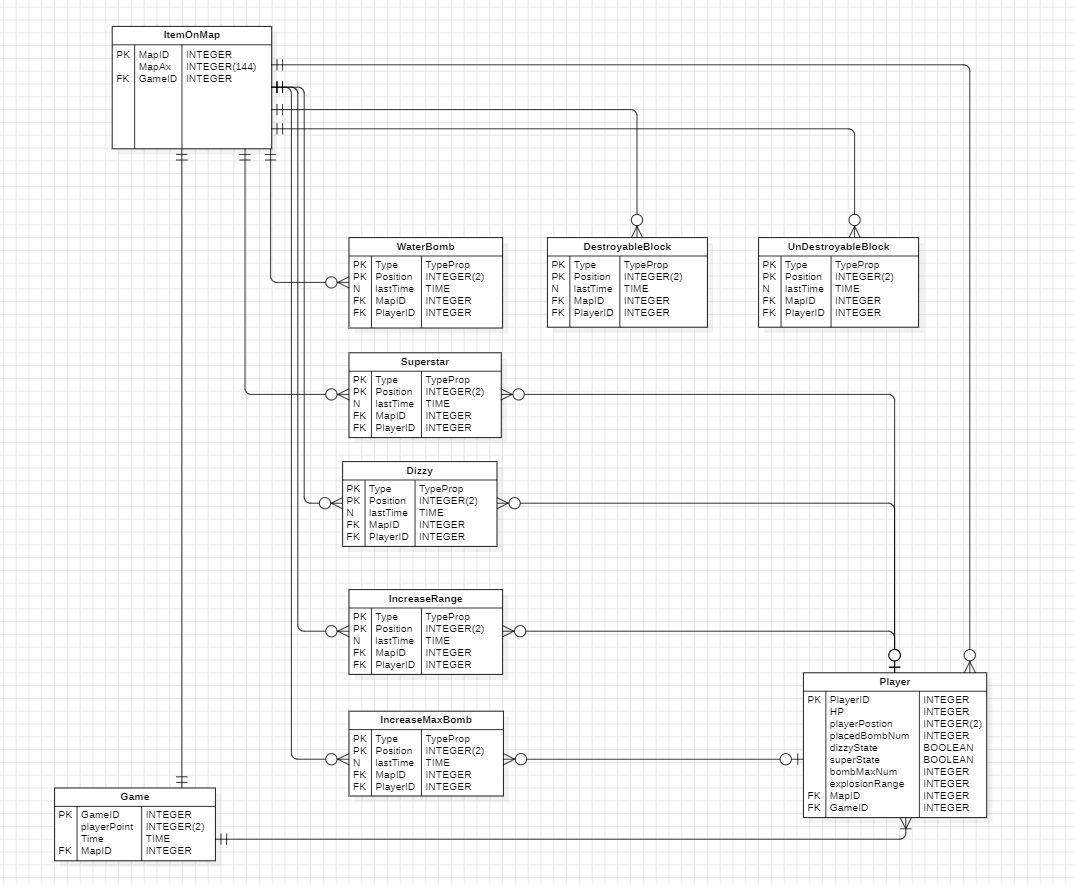 ItemOnMap
PK MapID INTEGER
MapAx INTEGER(144)
FK GameID INTEGER
WaterBomb
PK Type TypeProp
PK Position INTEGER(2)
N lastTime TIME
FK MapID INTEGER
FK PlayerID INTEGER
DestroyableBlock
PK Type TypeProp
PK Position INTEGER(2)
N lastTime TIME
FK MapID INTEGER
FK PlayerID INTEGER
UnDestroyableBlock
PK Type TypeProp
PK Position INTEGER(2)
N lastTime TIME
FK MapID INTEGER
FK PlayerID INTEGER
Superstar
PK Type TypeProp
PK Position INTEGER(2)
N lastTime TIME
FK MapID INTEGER
FK PlayerID INTEGER
Dizzy
PK Type TypeProp
PK Position INTEGER(2)
N lastTime TIME
FK MapID INTEGER
FK PlayerID INTEGER
IncreaseRange
PK Type TypeProp
PK Position INTEGER(2)
N lastTime TIME
FK MapID INTEGER
FK PlayerID INTEGER
IncreaseMaxBomb
PK Type TypeProp
PK Position INTEGER(2)
N lastTime TIME
FK MapID INTEGER
FK PlayerID INTEGER
Player
PK PlayerID INTEGER
HP INTEGER
playerPostion INTEGER(2)
placedBombNum INTEGER
dizzyState BOOLEAN
superState BOOLEAN
bombMaxNum INTEGER
explosionRange INTEGER
FK MapID INTEGER
FK GameID INTEGER
Game
PK GameID INTEGER
playerPoint INTEGER(2)
Time TIME
FK MapID INTEGER